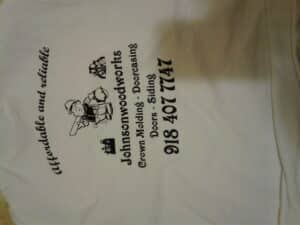 Affordable and reliable
Johnsonwoodworks
Crown Molding - Doorcasing
Doors - Siding
918 407 7747